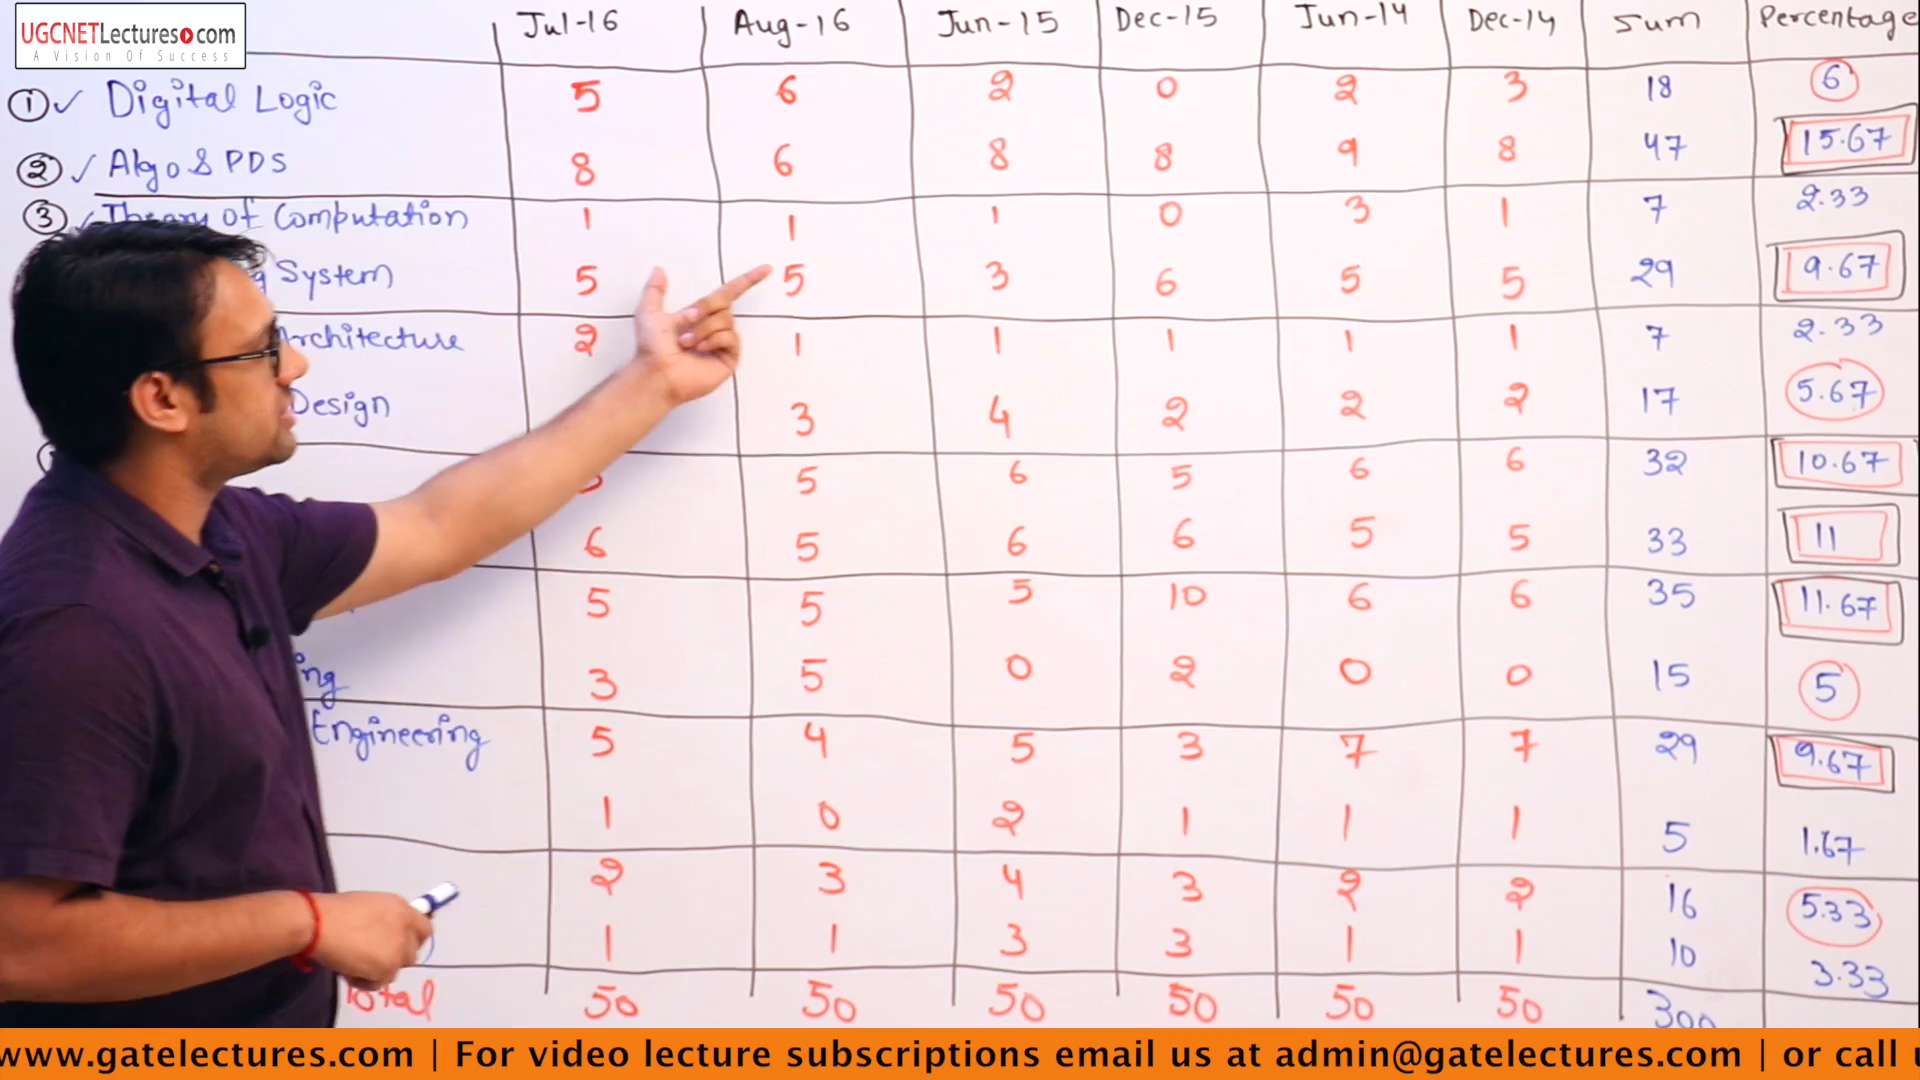 UGCNETLectures.com
A Vision Of Success
Jul-16 Aug-16 Jun-15 Dec-15 Jun-14 Dec-14 Sum Percentage
① ✓ Digital Logic 5 6 2 0 2 3 18 6
② ✓ Algo & PDS 8 6 8 8 9 8 47 15.67
③ ✓ Theory of Computation 1 1 1 0 3 1 7 2.33
System 5 5 3 6 5 5 29 9.67
Architecture 2 1 1 1 1 1 7 2.33
Design 3 4 2 2 2 17 5.67
5 6 5 6 6 32 10.67
6 5 6 6 5 5 33 11
5 5 5 10 6 6 35 11.67
ng 3 5 0 2 0 0 15 5
Engineering 5 4 5 3 7 7 29 9.67
1 0 2 1 1 1 5 1.67
2 3 4 3 2 2 16 5.33
1 1 3 3 1 1 10 3.33
Total 50 50 50 50 50 50 300
www.gatelectures.com | For video lecture subscriptions email us at admin@gatelectures.com | or call